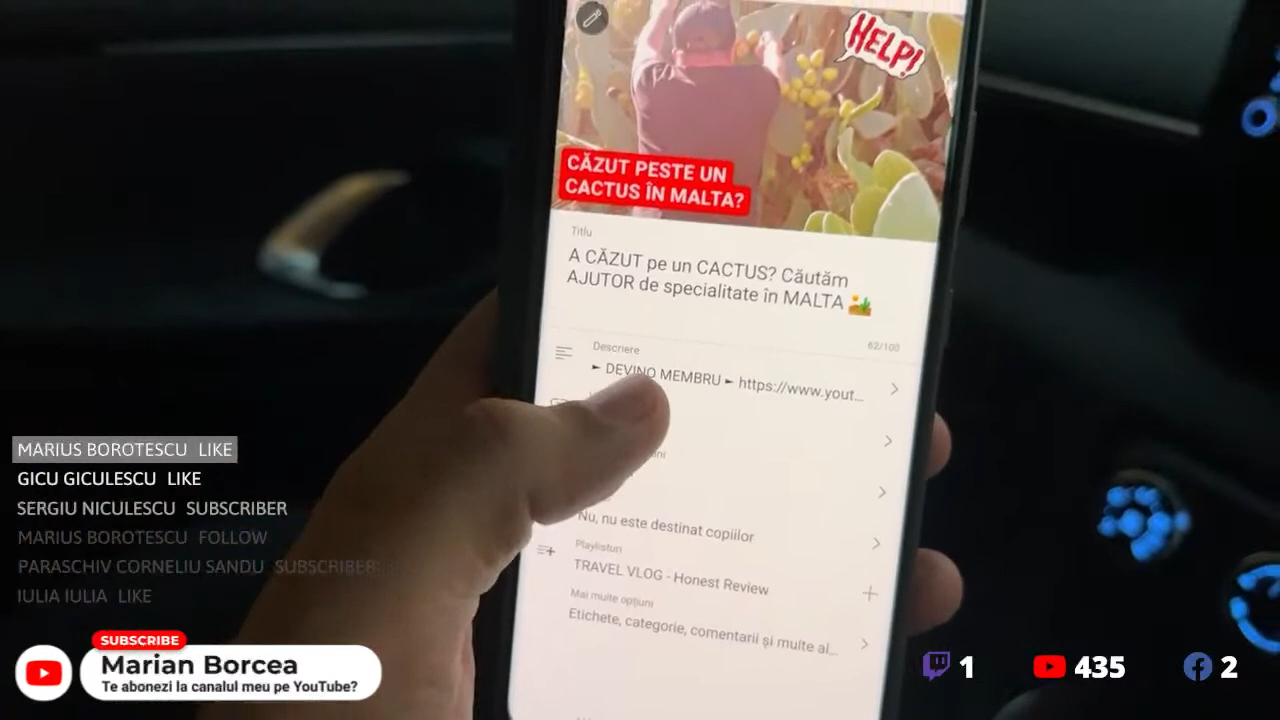 HELP!
CĂZUT PESTE UN
CACTUS ÎN MALTA?
Titlu
A CĂZUT pe un CACTUS? Căutăm
AJUTOR de specialitate în MALTA
62/100
Descriere
► DEVINO MEMBRU ► https://www.yout...
Nu, nu este destinat copiilor
Playlisturi
TRAVEL VLOG - Honest Review
Mai multe opțiuni
Etichete, categorie, comentarii și multe al...
MARIUS BOROTESCU LIKE
GICU GICULESCU LIKE
SERGIU NICULESCU SUBSCRIBER
MARIUS BOROTESCU FOLLOW
PARASCHIV CORNELIU SANDU SUBSCRIBER
IULIA IULIA LIKE
SUBSCRIBE
Marian Borcea
Te abonezi la canalul meu pe YouTube?
1
435
2